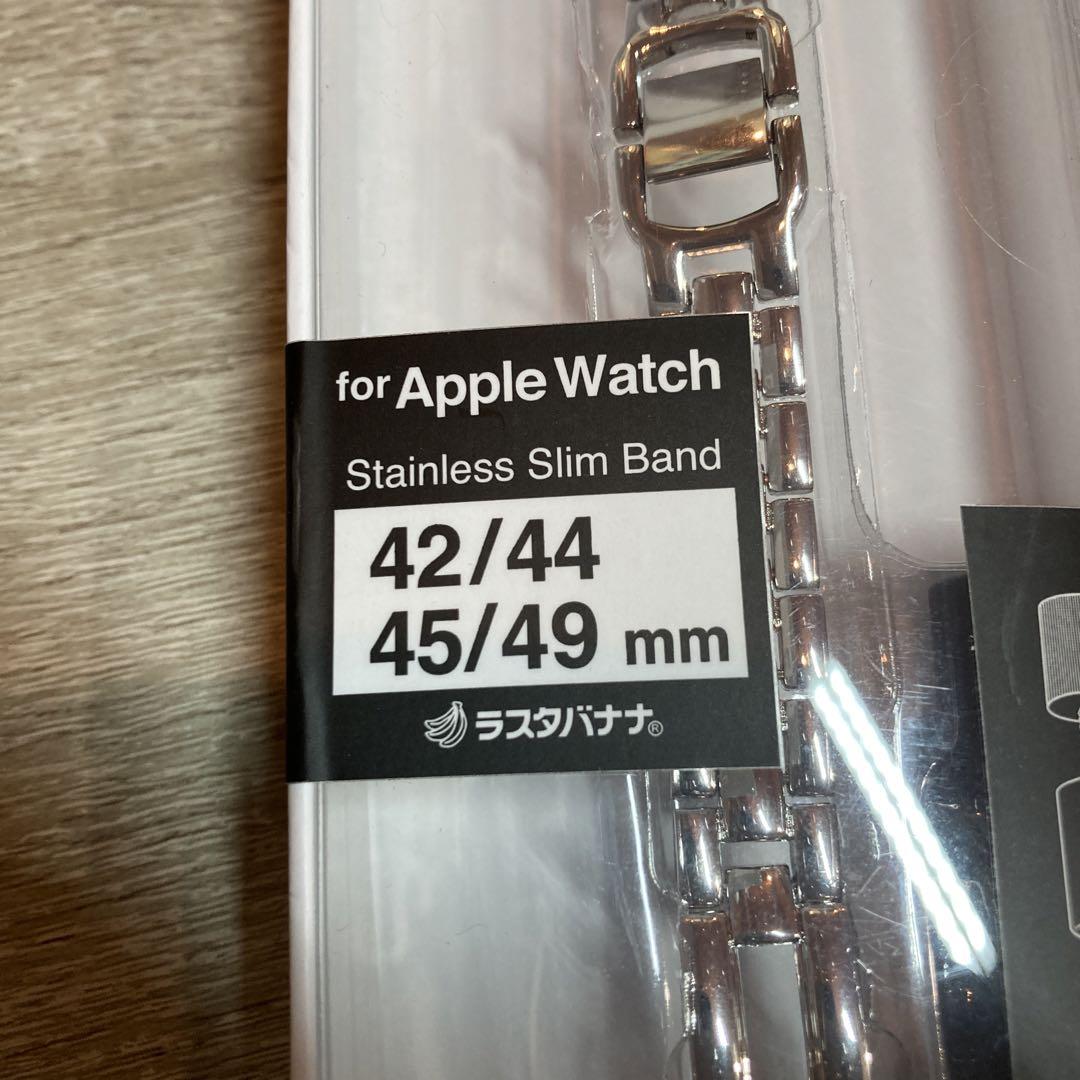 for Apple Watch
Stainless Slim Band
42/44
45/49 mm
ラスタバナナ®